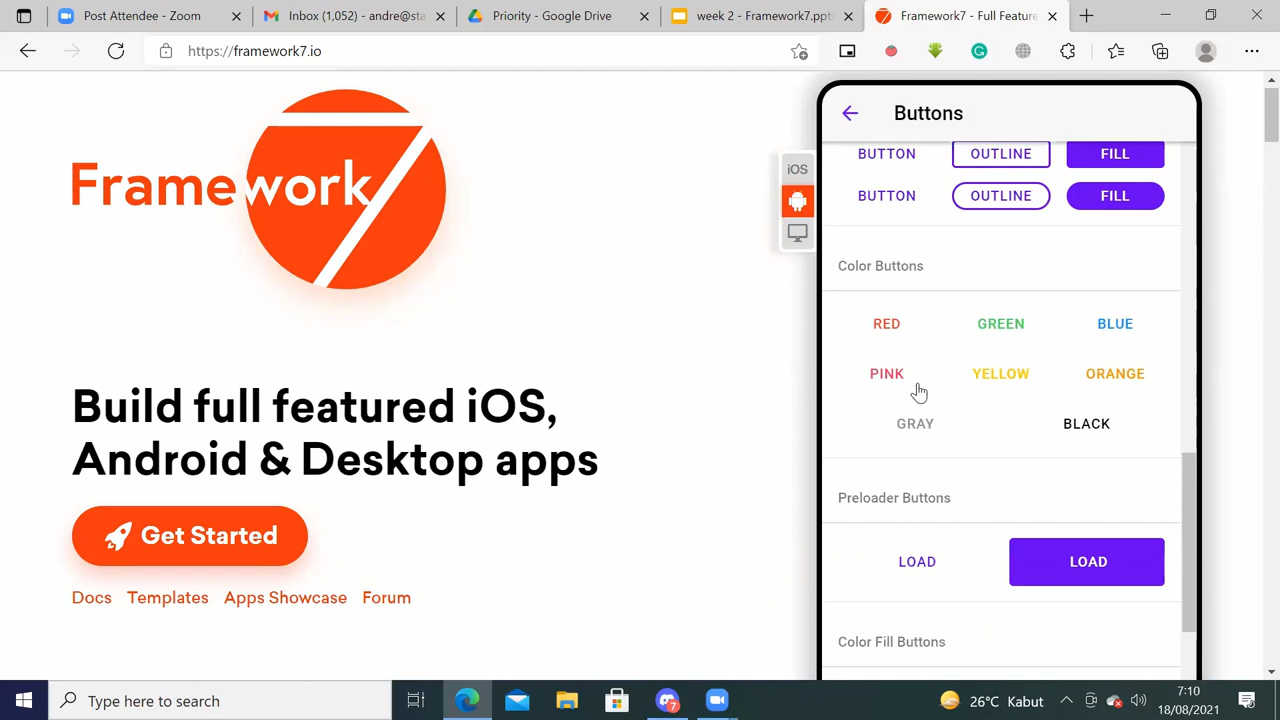 Post Attende - Zoom
Inbox (1,052) - andre@sta
Priority - Google Drive
week 2 - Framework7.ppt
Framework7 - Full Feature
https://framework7.io
Framework
Build full featured iOS,
Android & Desktop apps
Get Started
Docs Templates Apps Showcase Forum
iOS
Buttons
BUTTON OUTLINE FILL
BUTTON OUTLINE FILL
Color Buttons
RED GREEN BLUE
PINK YELLOW ORANGE
GRAY BLACK
Preloader Buttons
LOAD LOAD
Color Fill Buttons
Type here to search
7
26°C Kabut
7:10
18/08/2021